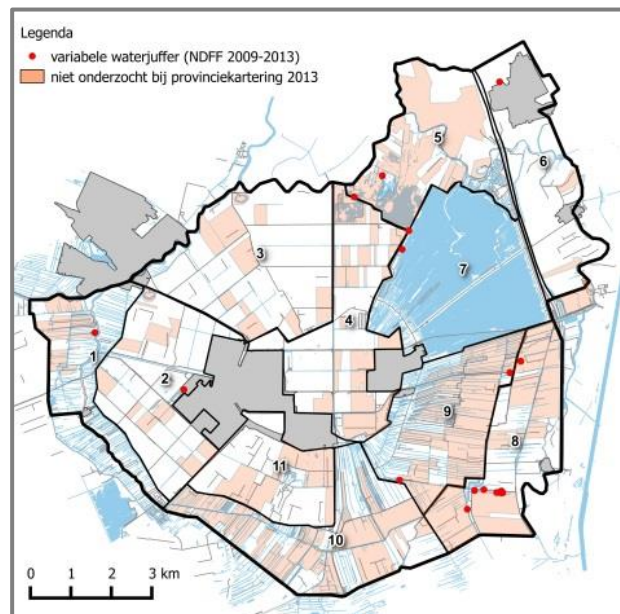 Legenda
variabele waterjuffer (NDFF 2009-2013)
niet onderzocht bij provinciekartering 2013
5
6
3
7
4
1
2
9
8
11
10
0 1 2 3 km